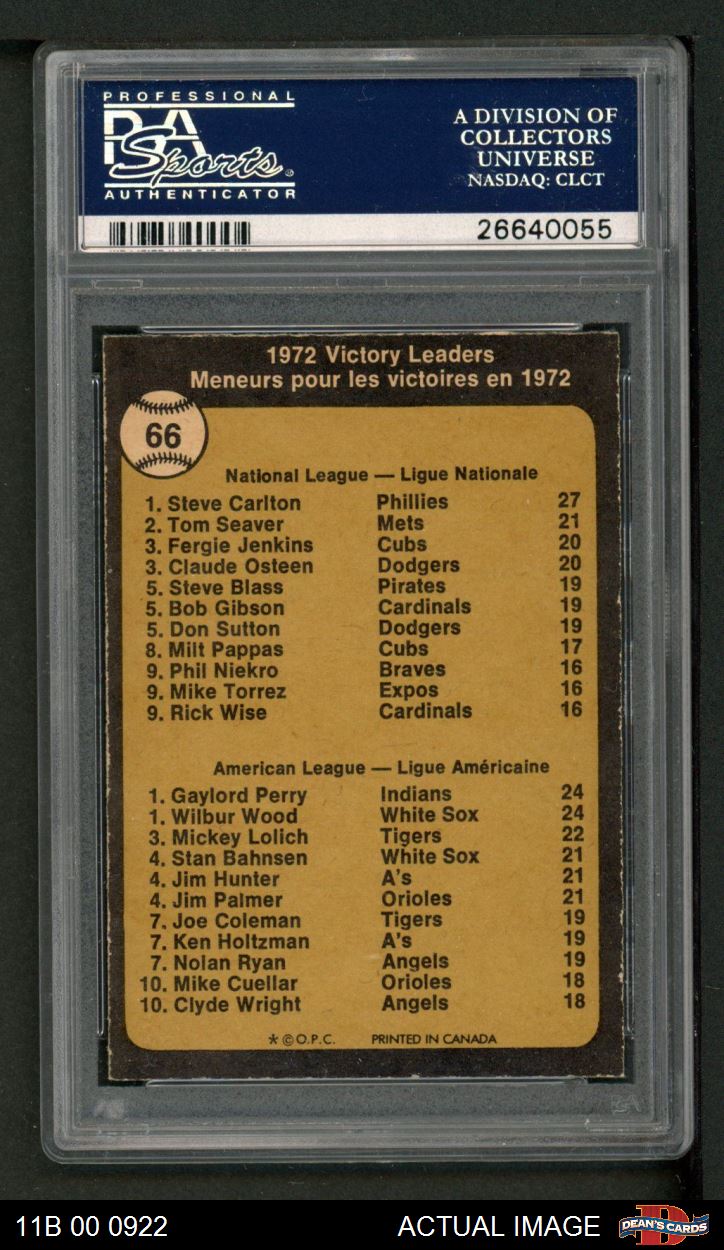 PROFESSIONAL
PSA
Sports
AUTHENTICATOR
A DIVISION OF
COLLECTORS
UNIVERSE
NASDAQ: CLCT
26640055
1972 Victory Leaders
Meneurs pour les victoires en 1972
66
National League — Ligue Nationale
1. Steve Carlton Phillies 27
2. Tom Seaver Mets 21
3. Fergie Jenkins Cubs 20
3. Claude Osteen Dodgers 20
5. Steve Blass Pirates 19
5. Bob Gibson Cardinals 19
5. Don Sutton Dodgers 19
8. Milt Pappas Cubs 17
9. Phil Niekro Braves 16
9. Mike Torrez Expos 16
9. Rick Wise Cardinals 16
American League — Ligue Américaine
1. Gaylord Perry Indians 24
1. Wilbur Wood White Sox 24
3. Mickey Lolich Tigers 22
4. Stan Bahnsen White Sox 21
4. Jim Hunter A's 21
4. Jim Palmer Orioles 21
7. Joe Coleman Tigers 19
7. Ken Holtzman A's 19
7. Nolan Ryan Angels 19
10. Mike Cuellar Orioles 18
10. Clyde Wright Angels 18
* © O.P.C. PRINTED IN CANADA
11B 00 0922 ACTUAL IMAGE DEAN'S CARDS